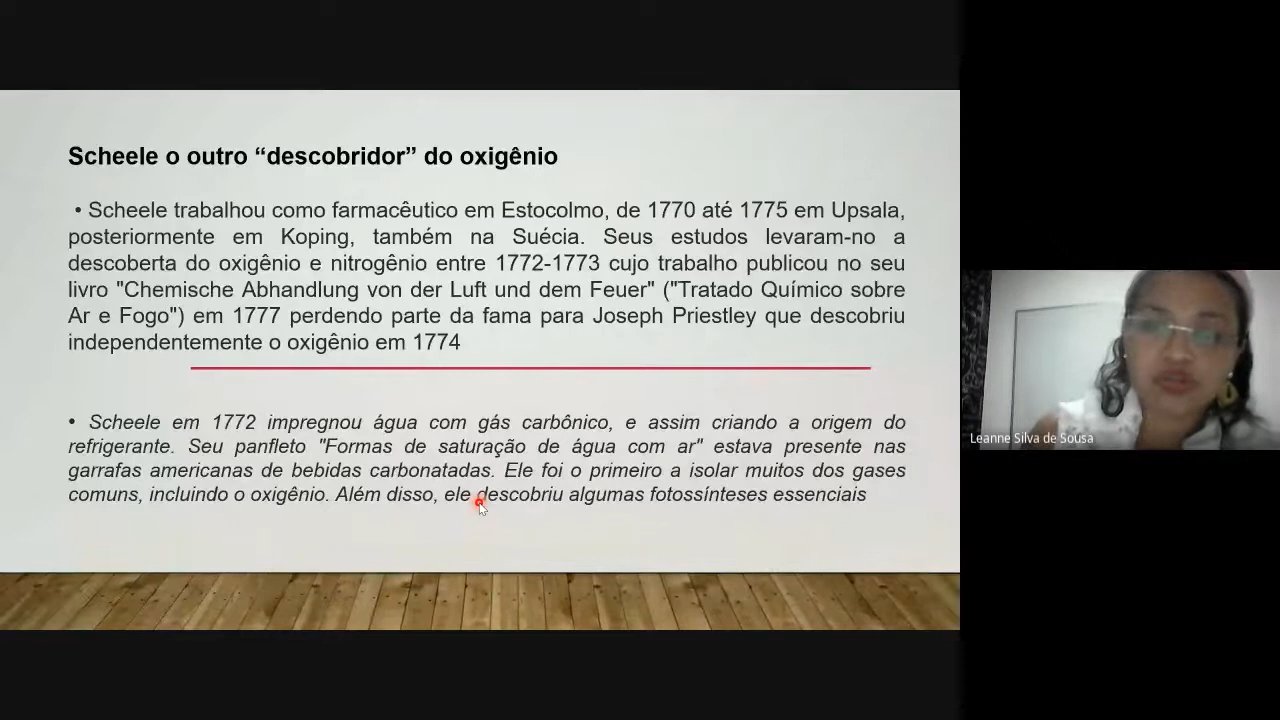 Scheele o outro “descobridor” do oxigênio
• Scheele trabalhou como farmacêutico em Estocolmo, de 1770 até 1775 em Upsala,
posteriormente em Koping, também na Suécia. Seus estudos levaram-no a
descoberta do oxigênio e nitrogênio entre 1772-1773 cujo trabalho publicou no seu
livro "Chemische Abhandlung von der Luft und dem Feuer" ("Tratado Químico sobre
Ar e Fogo") em 1777 perdendo parte da fama para Joseph Priestley que descobriu
independentemente o oxigênio em 1774
• Scheele em 1772 impregnou água com gás carbônico, e assim criando a origem do
refrigerante. Seu panfleto "Formas de saturação de água com ar" estava presente nas
garrafas americanas de bebidas carbonatadas. Ele foi o primeiro a isolar muitos dos gases
comuns, incluindo o oxigênio. Além disso, ele descobriu algumas fotossínteses essenciais
Leanne Silva de Sousa